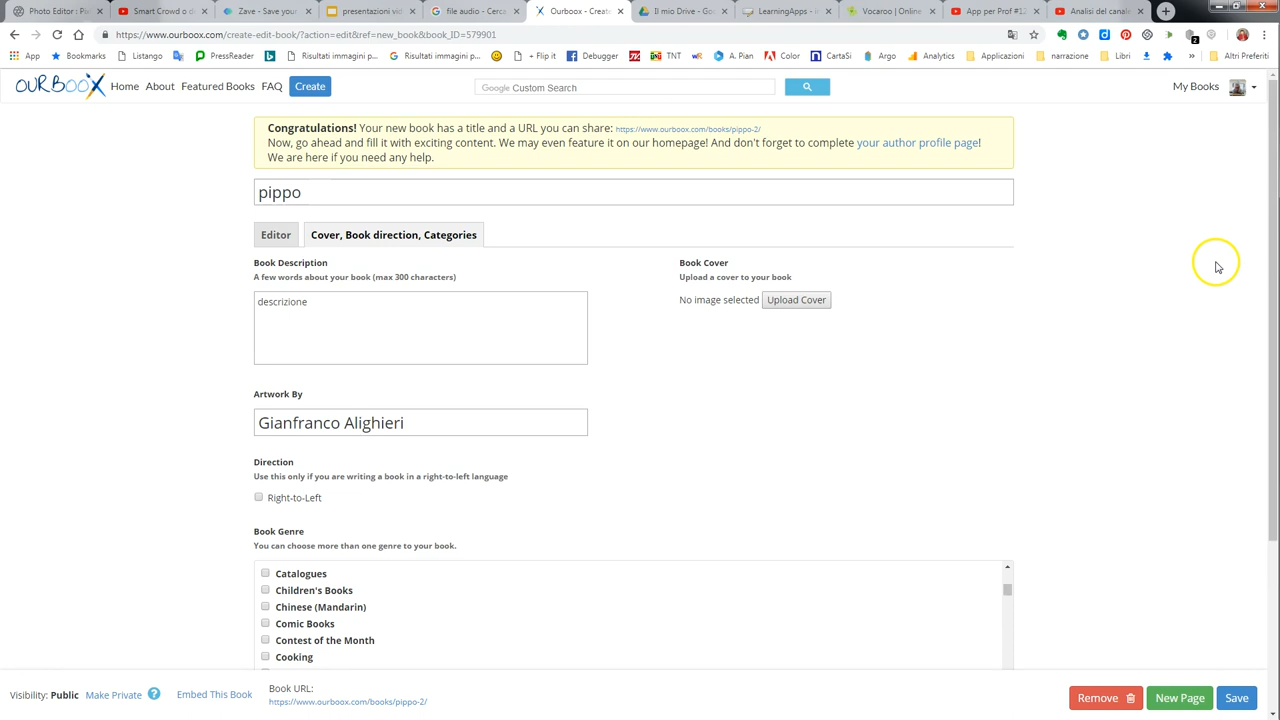 Photo Editor : Pix
Smart Crowd o d
Zave - Save your
presentazioni vid
file asapio - Cerc
Ourboox - Create
Il mio Drive - Go
LearningApps.or
Vocaroo | Online
App Proof #12
Analisi del canale
https://www.ourboox.com/create-edit-book/?action=edit&ref=new_book&book_ID=579901
App
Bookmarks
Listango
PressReader
Risultati immagini p
Risultati immagini p
+ Flip it
Debugger
TNT
A. Pian
Color
CartaSi
Argo
Applicazioni
narrazione
Libri
»
Altri Preferiti
OURBOOX
Home
About
Featured Books
FAQ
Create
Google Custom Search
My Books
Congratulations! Your new book has a title and a URL you can share: https://www.ourboox.com/books/pippo-2/
Now, go ahead and fill it with exciting content. We may even feature it on our homepage! And don't forget to complete your author profile page!
We are here if you need any help.
pippo
Editor
Cover, Book direction, Categories
Book Description
A few words about your book (max 300 characters)
descrizione
Book Cover
Upload a cover to your book
No image selected
Upload Cover
Artwork By
Gianfranco Alighieri
Direction
Use this only if you are writing a book in a right-to-left language
Right-to-Left
Book Genre
You can choose more than one genre to your book.
Catalogues
Children's Books
Chinese (Mandarin)
Comic Books
Contest of the Month
Cooking
Visibility: Public
Make Private
?
Embed This Book
Book URL:
https://www.ourboox.com/books/pippo-2/
Remove
New Page
Save